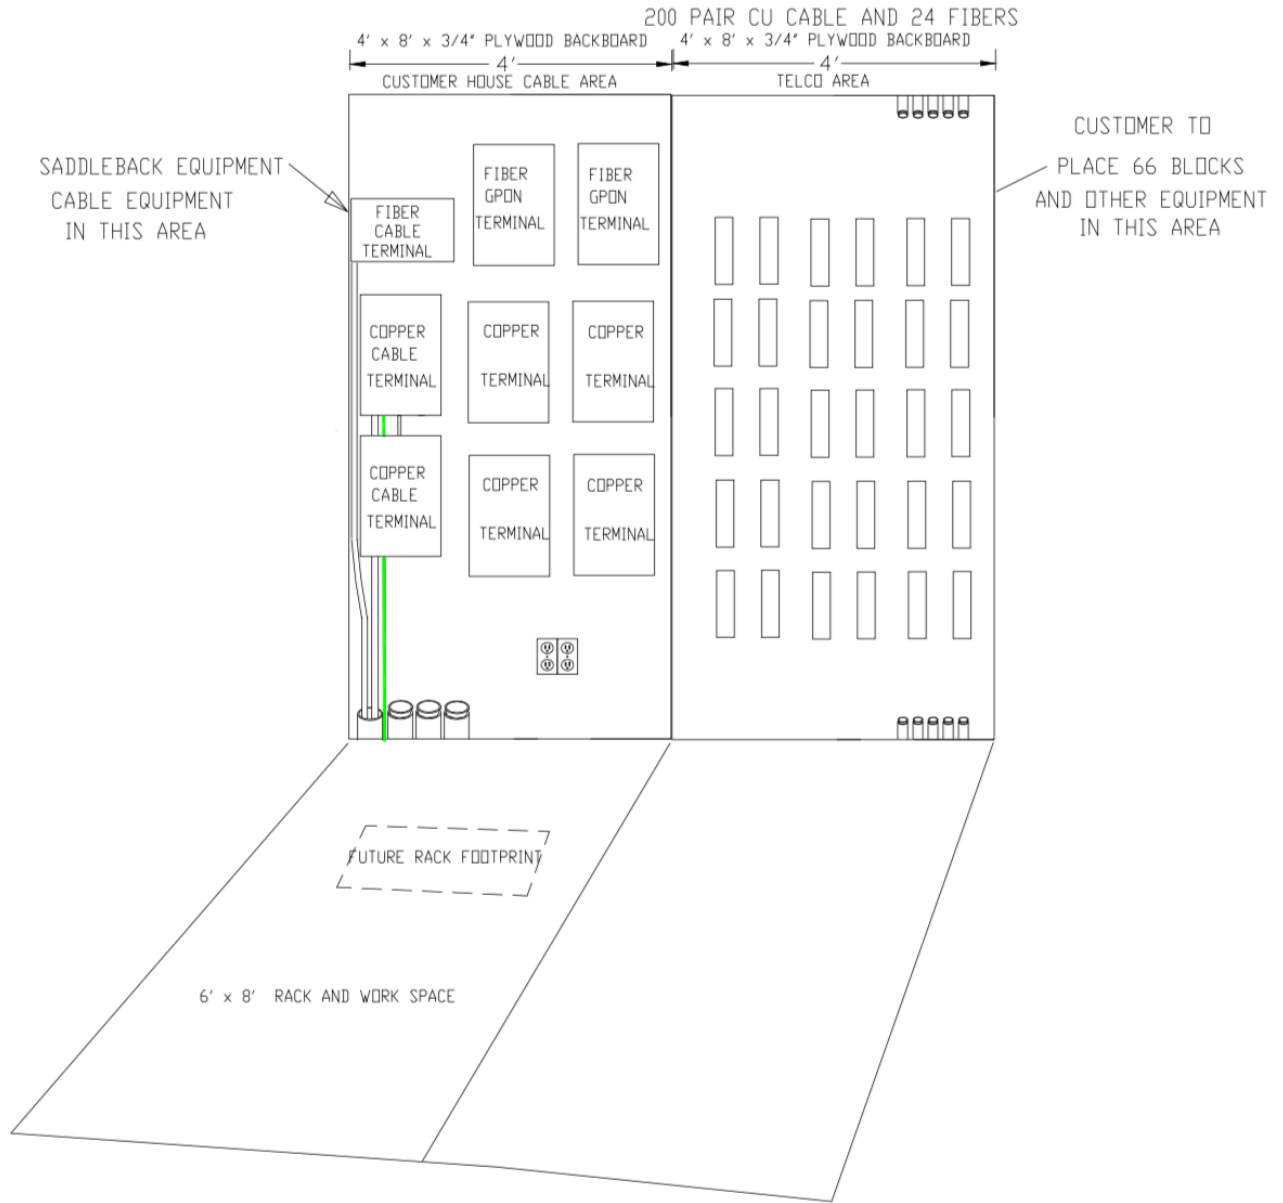 200 PAIR CU CABLE AND 24 FIBERS
4' x 8' x 3/4" PLYWOOD BACKBOARD
4' x 8' x 3/4" PLYWOOD BACKBOARD
4'
4'
CUSTOMER HOUSE CABLE AREA
TELCO AREA
SADDLEBACK EQUIPMENT
CABLE EQUIPMENT
IN THIS AREA
CUSTOMER TO
PLACE 66 BLOCKS
AND OTHER EQUIPMENT
IN THIS AREA
FIBER
CABLE
TERMINAL
FIBER
GPON
TERMINAL
FIBER
GPON
TERMINAL
COPPER
CABLE
TERMINAL
COPPER
TERMINAL
COPPER
TERMINAL
COPPER
CABLE
TERMINAL
COPPER
TERMINAL
COPPER
TERMINAL
FUTURE RACK FOOTPRINT
6' x 8' RACK AND WORK SPACE